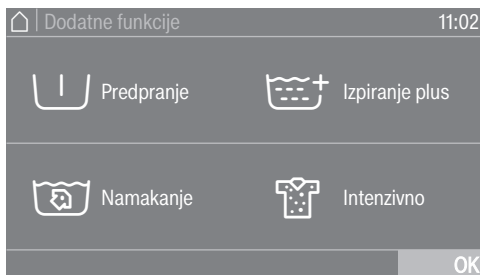 Dodatne funkcije 11:02
Predpranje Izpiranje plus
Namakanje Intenzivno
OK